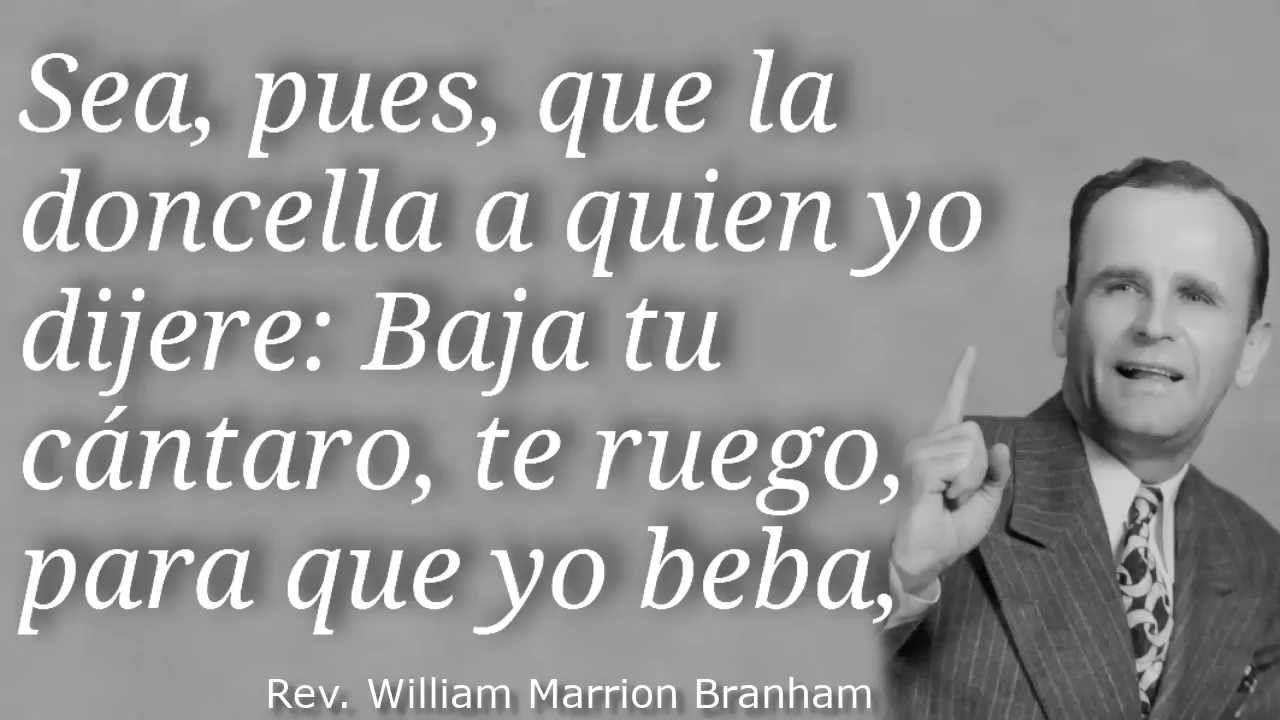 Sea, pues, que la
doncella a quien yo
dijere: Baja tu
cántaro, te ruego,
para que yo beba,
Rev. William Marrion Branham